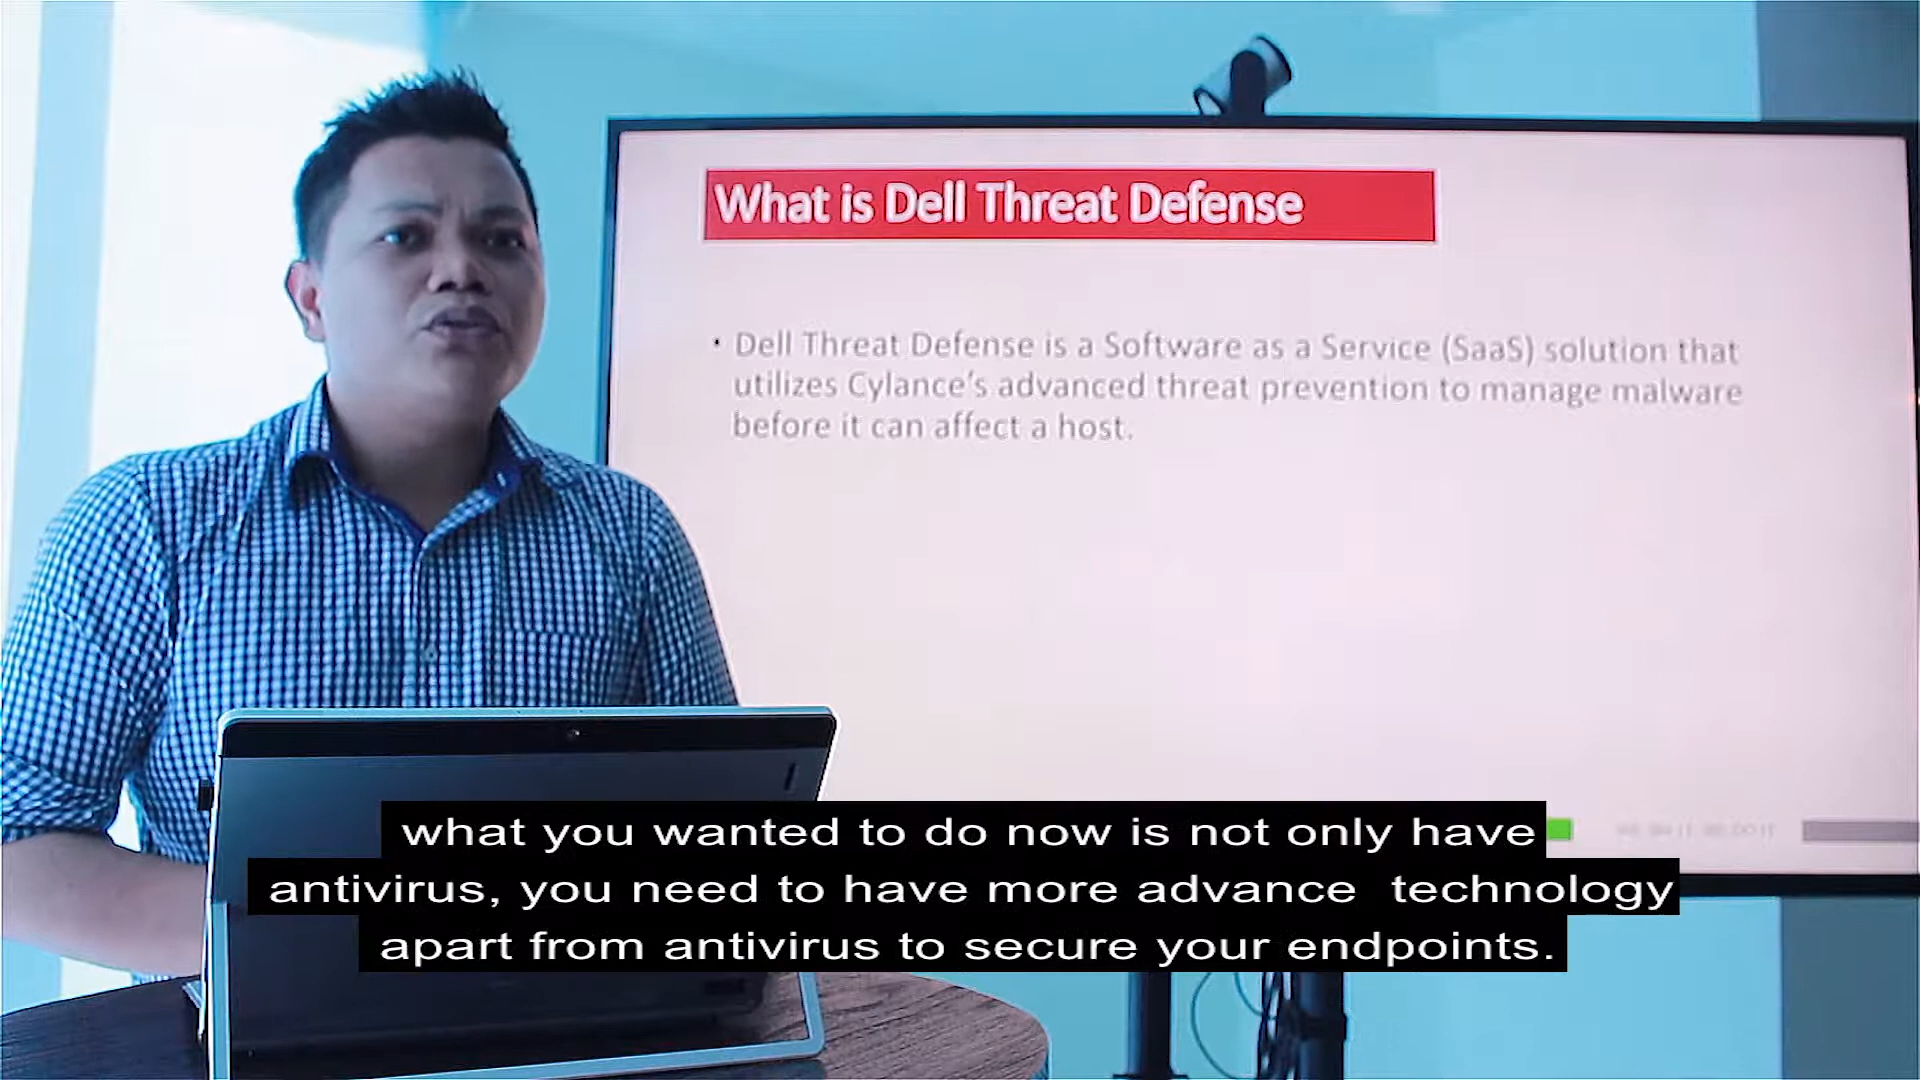 What is Dell Threat Defense
• Dell Threat Defense is a Software as a Service (SaaS) solution that
utilizes Cylance's advanced threat prevention to manage malware
before it can affect a host.
what you wanted to do now is not only have
antivirus, you need to have more advance technology
apart from antivirus to secure your endpoints.